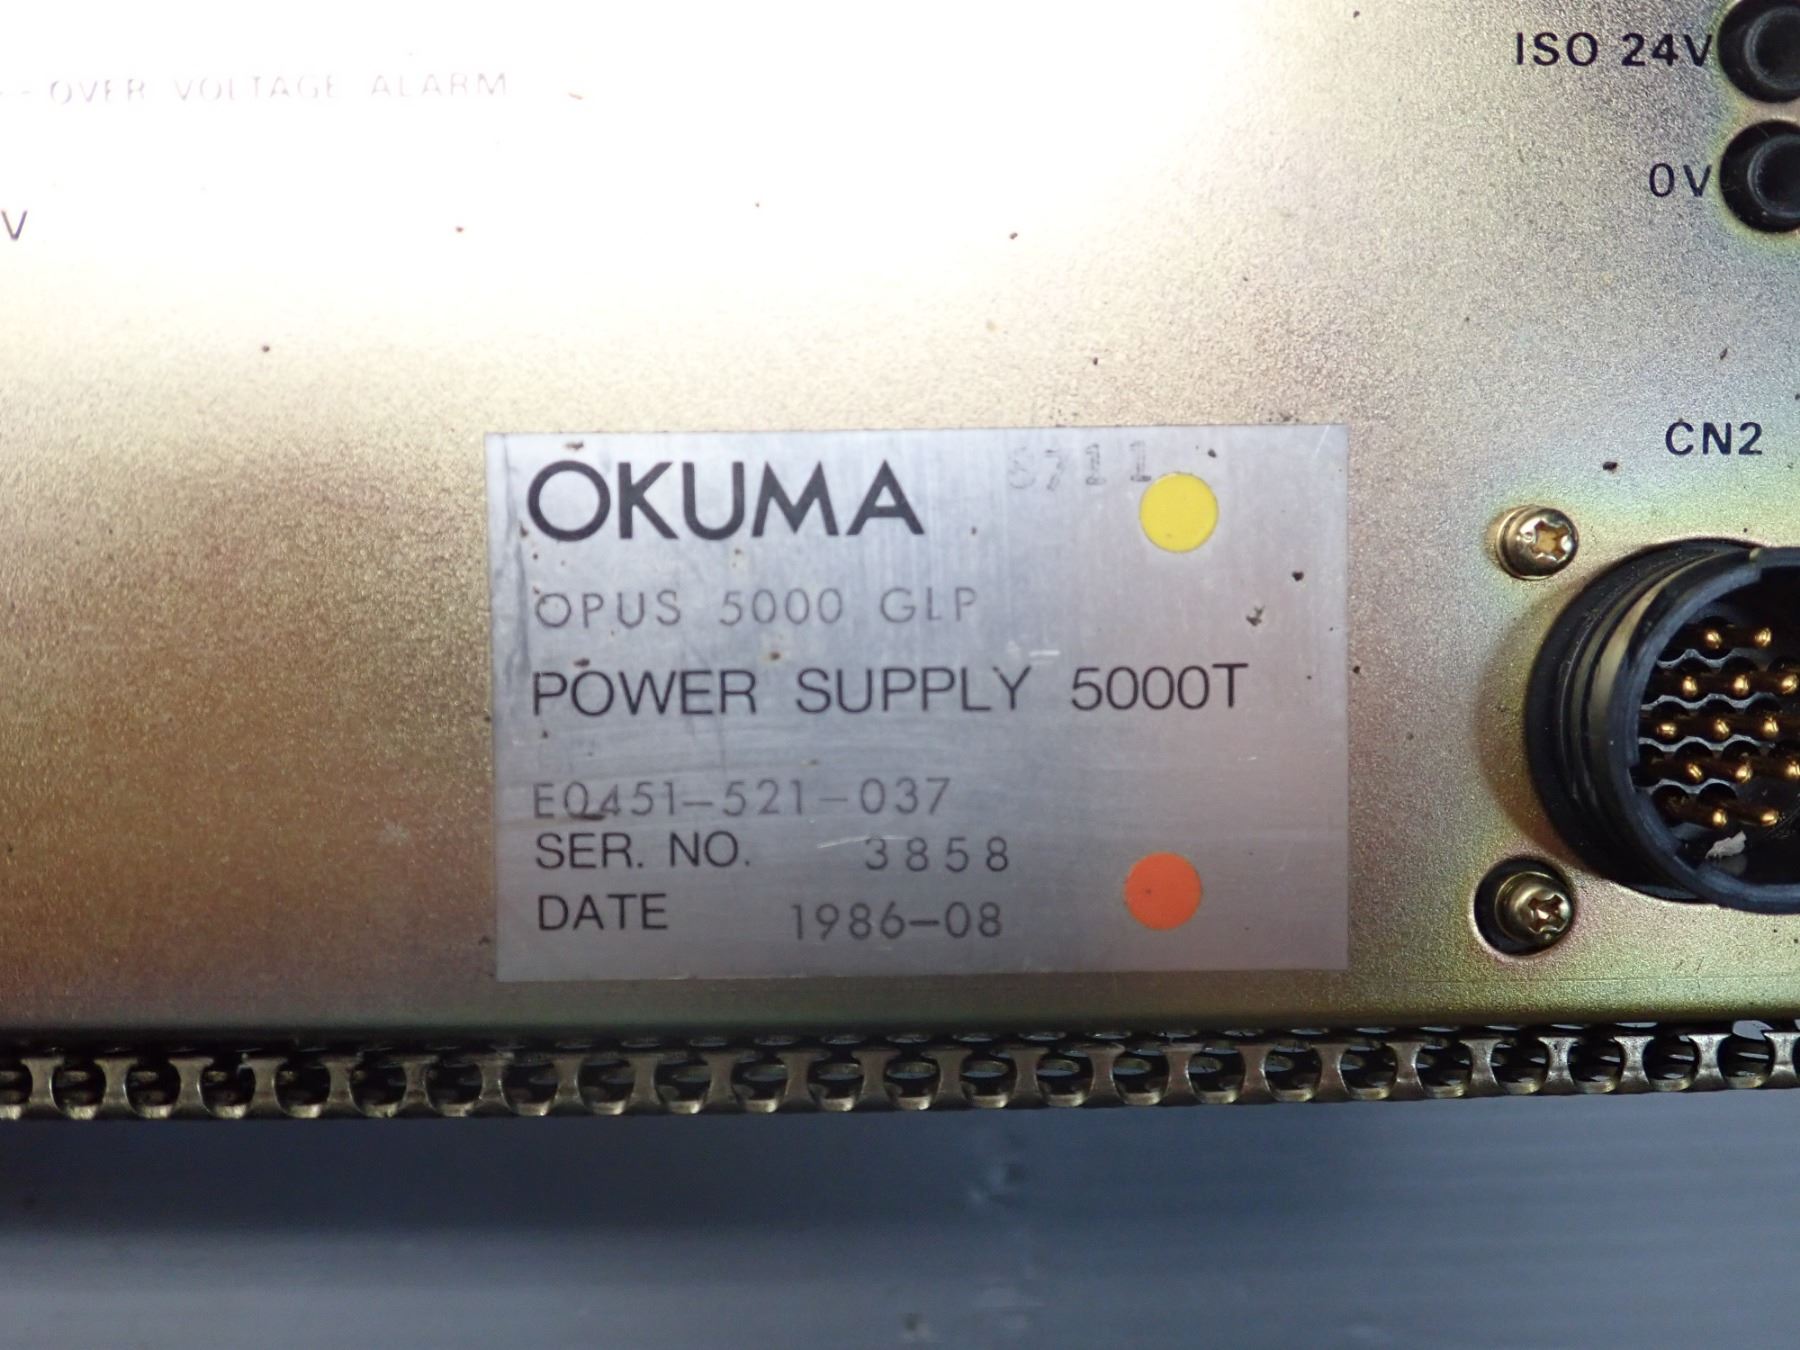 OVER VOLTAGE ALARM
ISO 24V
0V
V
CN2
OKUMA
OPUS 5000 GLP
POWER SUPPLY 5000T
E0451-521-037
SER. NO. 3858
DATE 1986-08